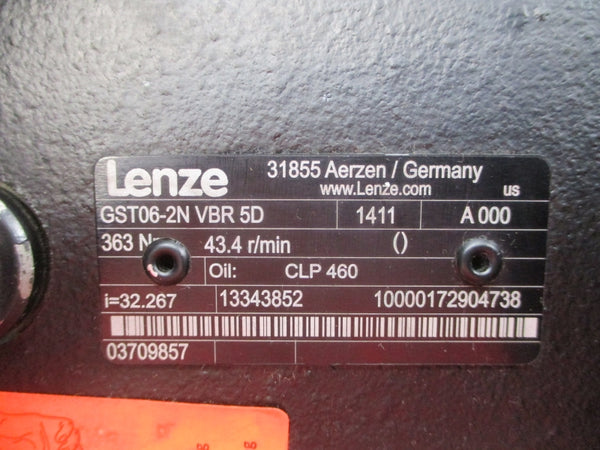 Lenze 31855 Aerzen / Germany
www.Lenze.com us
GST06-2N VBR 5D 1411 A 000
363 43.4 r/min ()
Oil: CLP 460
i=32.267 13343852 10000172904738
03709857